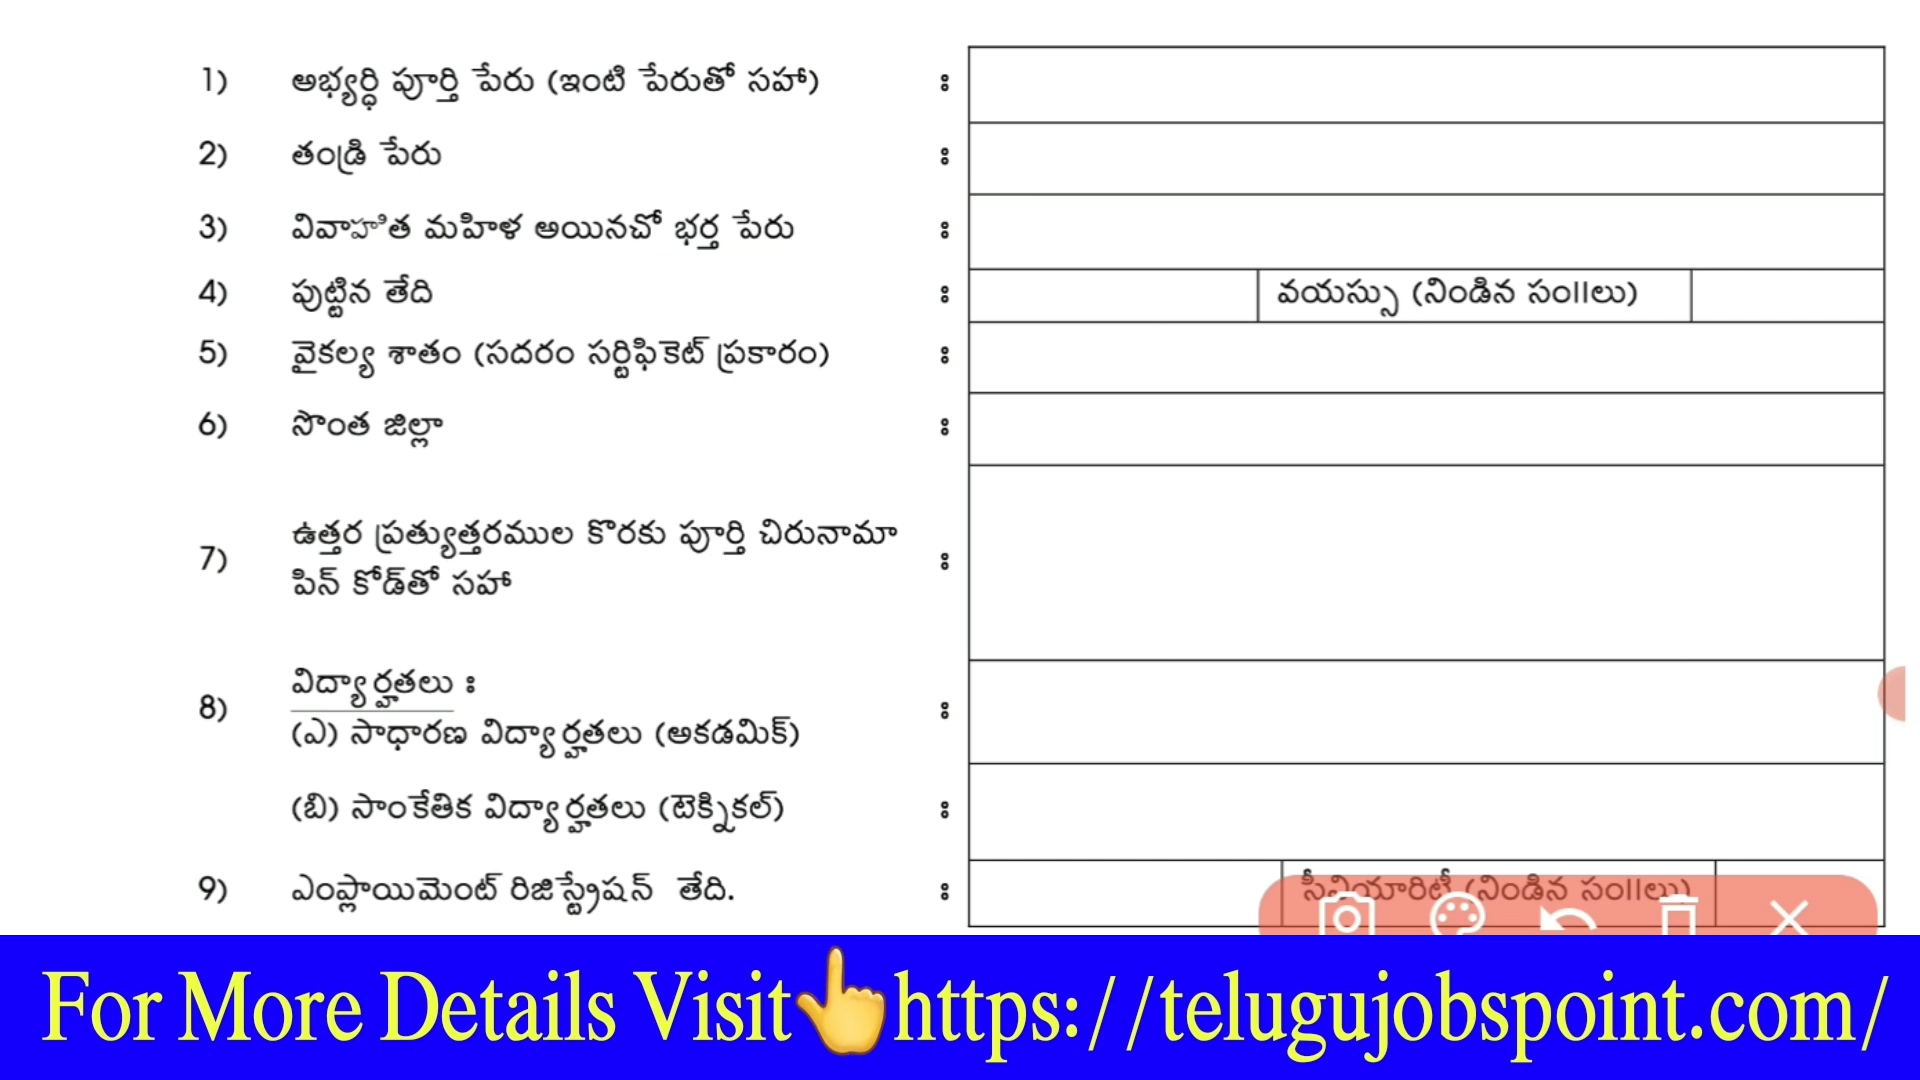 1) అభ్యర్ధి పూర్తి పేరు (ఇంటి పేరుతో సహా) :
2) తండ్రి పేరు :
3) వివాహిత మహిళ అయినచో భర్త పేరు :
4) పుట్టిన తేది : వయస్సు (నిండిన సం||లు)
5) వైకల్య శాతం (సదరం సర్టిఫికెట్ ప్రకారం) :
6) సొంత జిల్లా :
7) ఉత్తర ప్రత్యుత్తరముల కొరకు పూర్తి చిరునామా :
పిన్ కోడ్‌తో సహా
8) విద్యార్హతలు : :
(ఎ) సాధారణ విద్యార్హతలు (అకడమిక్)
(బి) సాంకేతిక విద్యార్హతలు (టెక్నికల్) :
9) ఎంప్లాయిమెంట్ రిజిస్ట్రేషన్ తేది. : సీనియారిటీ (నిండిన సం||లు)
For More Details Visit👆https://telugujobspoint.com/